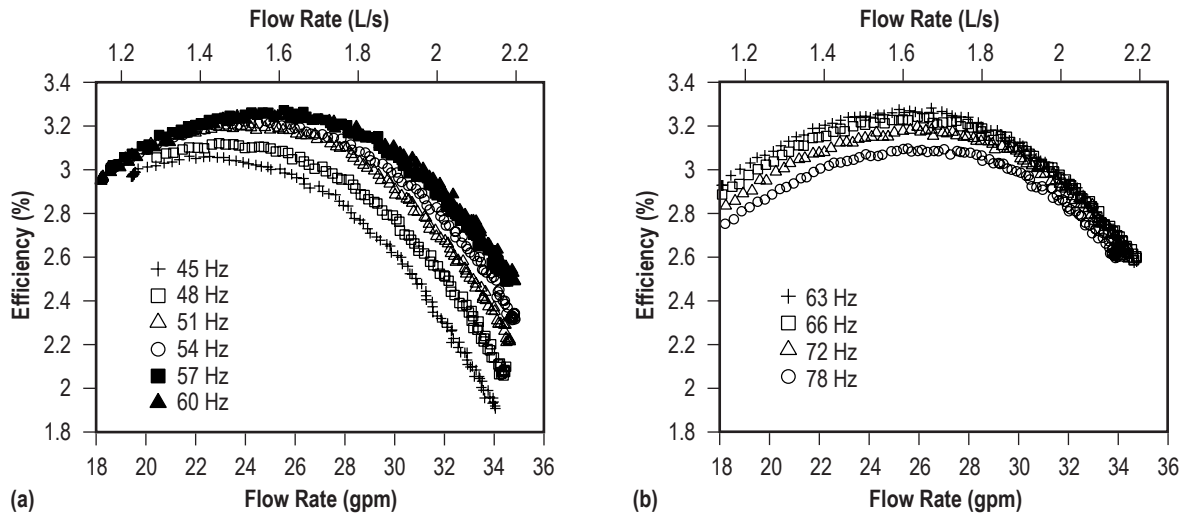 Flow Rate (L/s)
1.2 1.4 1.6 1.8 2 2.19
3.4
3.2
3
2.8
2.6
2.4
2.2
2
1.8
Efficiency (%)
45 Hz
48 Hz
51 Hz
54 Hz
57 Hz
60 Hz
18 20 22 24 26 28 30 32 34 36
(a) Flow Rate (gpm)
Flow Rate (L/s)
1.2 1.4 1.6 1.8 2 2.19
3.4
3.2
3
2.8
2.6
2.4
2.2
2
1.8
Efficiency (%)
63 Hz
66 Hz
72 Hz
78 Hz
18 20 22 24 26 28 30 32 34 36
(b) Flow Rate (gpm)